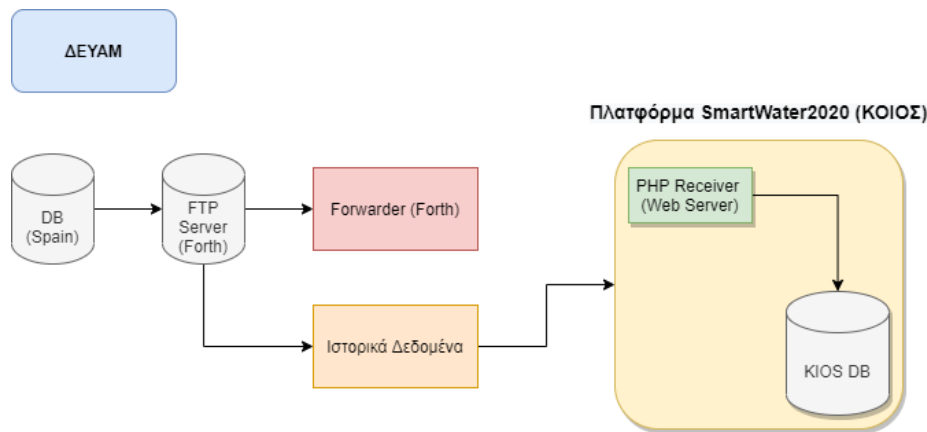 ΔΕΥΑΜ
Πλατφόρμα SmartWater2020 (ΚΟΙΟΣ)
DB
(Spain)
FTP
Server
(Forth)
Forwarder (Forth)
PHP Receiver
(Web Server)
Ιστορικά Δεδομένα
KIOS DB